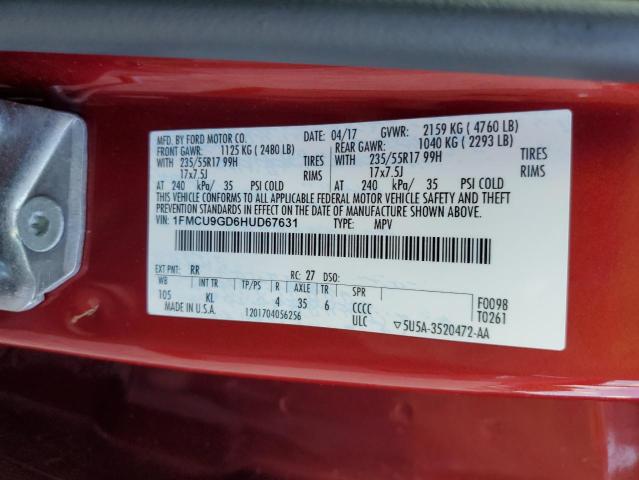 MFD. BY FORD MOTOR CO. 04/17 GVWR: 2159 KG ( 4760 LB)
FRONT GAWR: 1125 KG ( 2480 LB) REAR GAWR: 1040 KG ( 2293 LB)
WITH 235/55R17 99H TIRES WITH 235/55R17 99H TIRES
17x7.5J RIMS 17x7.5J RIMS
AT 240 kPa/ 35 PSI COLD AT 240 kPa/ 35 PSI COLD
THIS VEHICLE CONFORMS TO ALL APPLICABLE FEDERAL MOTOR VEHICLE SAFETY AND THEFT
PREVENTION STANDARDS IN EFFECT ON THE DATE OF MANUFACTURE SHOWN ABOVE.
VIN: 1FMCU9GD6HUD67631 TYPE: MPV
EXT PNT: RR RC: 27 DSO:
WB INT TR TP/PS R AXLE TR SPR F0098
105 KL 4 35 6 CCCC T0261
MADE IN U.S.A. 1201704056256 ULC 5U5A-3520472-AA